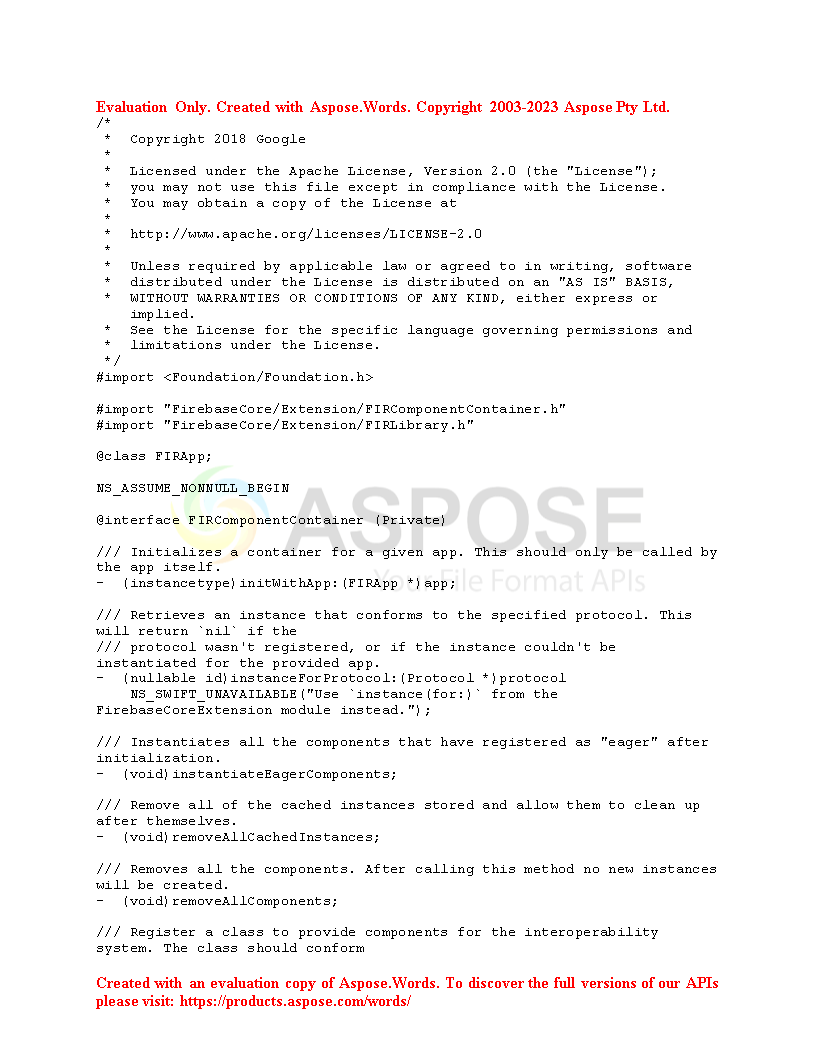 Evaluation Only. Created with Aspose.Words. Copyright 2003-2023 Aspose Pty Ltd.
/*
 *  Copyright 2018 Google
 *
 *  Licensed under the Apache License, Version 2.0 (the "License");
 *  you may not use this file except in compliance with the License.
 *  You may obtain a copy of the License at
 *
 *  http://www.apache.org/licenses/LICENSE-2.0
 *
 *  Unless required by applicable law or agreed to in writing, software
 *  distributed under the License is distributed on an "AS IS" BASIS,
 *  WITHOUT WARRANTIES OR CONDITIONS OF ANY KIND, either express or
    implied.
 *  See the License for the specific language governing permissions and
 *  limitations under the License.
 */
#import <Foundation/Foundation.h>

#import "FirebaseCore/Extension/FIRComponentContainer.h"
#import "FirebaseCore/Extension/FIRLibrary.h"

@class FIRApp;

NS_ASSUME_NONNULL_BEGIN

ASPOSE
@interface FIRComponentContainer (Private)

/// Initializes a container for a given app. This should only be called by
the app itself.
-  (instancetype)initWithApp:(FIRApp *)app;
Your File Format APIs

/// Retrieves an instance that conforms to the specified protocol. This
will return `nil` if the
/// protocol wasn't registered, or if the instance couldn't be
instantiated for the provided app.
-  (nullable id)instanceForProtocol:(Protocol *)protocol
    NS_SWIFT_UNAVAILABLE("Use `instance(for:)` from the
FirebaseCoreExtension module instead.");

/// Instantiates all the components that have registered as "eager" after
initialization.
-  (void)instantiateEagerComponents;

/// Remove all of the cached instances stored and allow them to clean up
after themselves.
-  (void)removeAllCachedInstances;

/// Removes all the components. After calling this method no new instances
will be created.
-  (void)removeAllComponents;

/// Register a class to provide components for the interoperability
system. The class should conform

Created with an evaluation copy of Aspose.Words. To discover the full versions of our APIs
please visit: https://products.aspose.com/words/